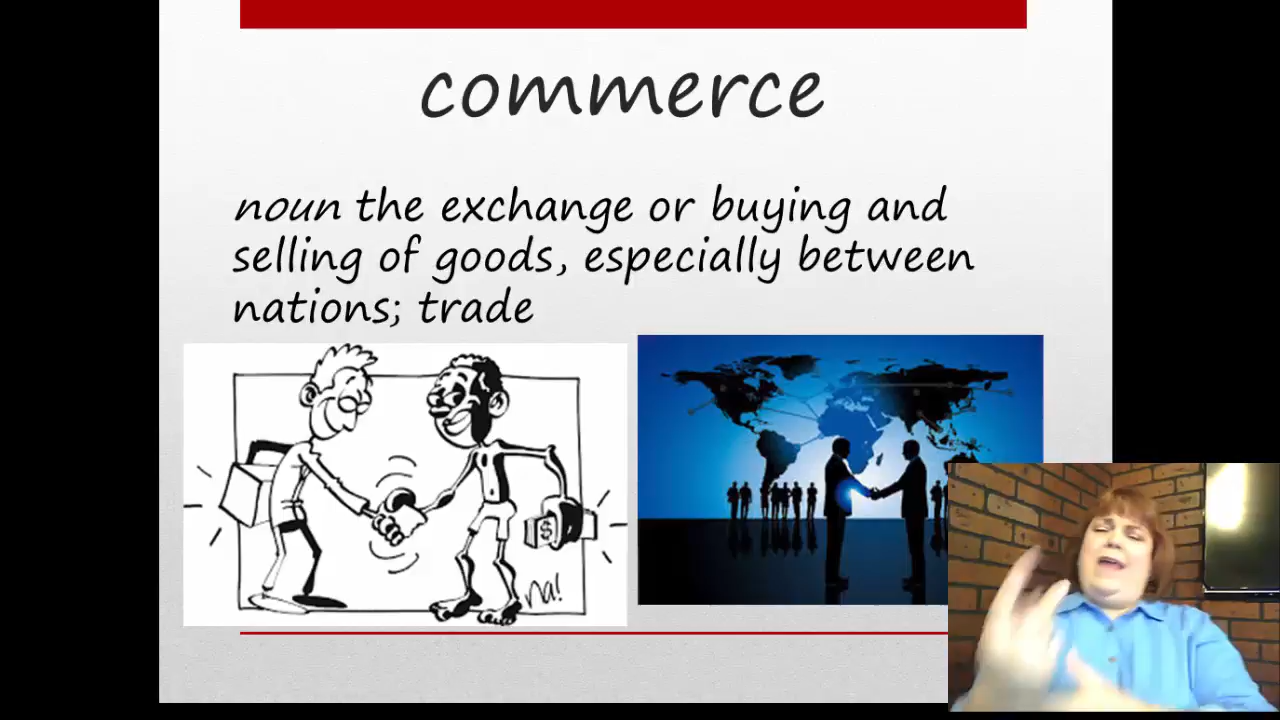 commerce
noun the exchange or buying and
selling of goods, especially between
nations; trade
$
na!